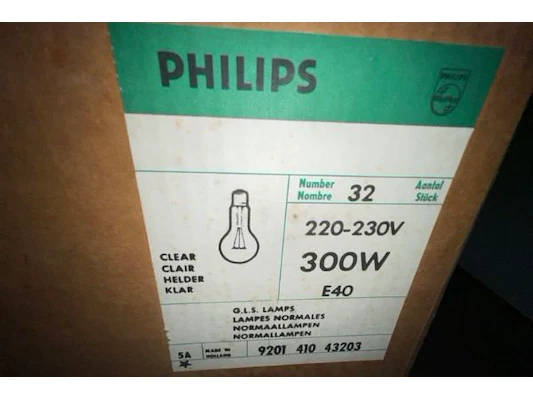 PHILIPS
PHILIPS
Number
Nombre
32
Aantal
Stück
220-230V
300W
E40
CLEAR
CLAIR
HELDER
KLAR
G.L.S. LAMPS
LAMPES NORMALES
NORMAALLAMPEN
NORMALLAMPEN
5A
MADE IN
HOLLAND
9201 410 43203